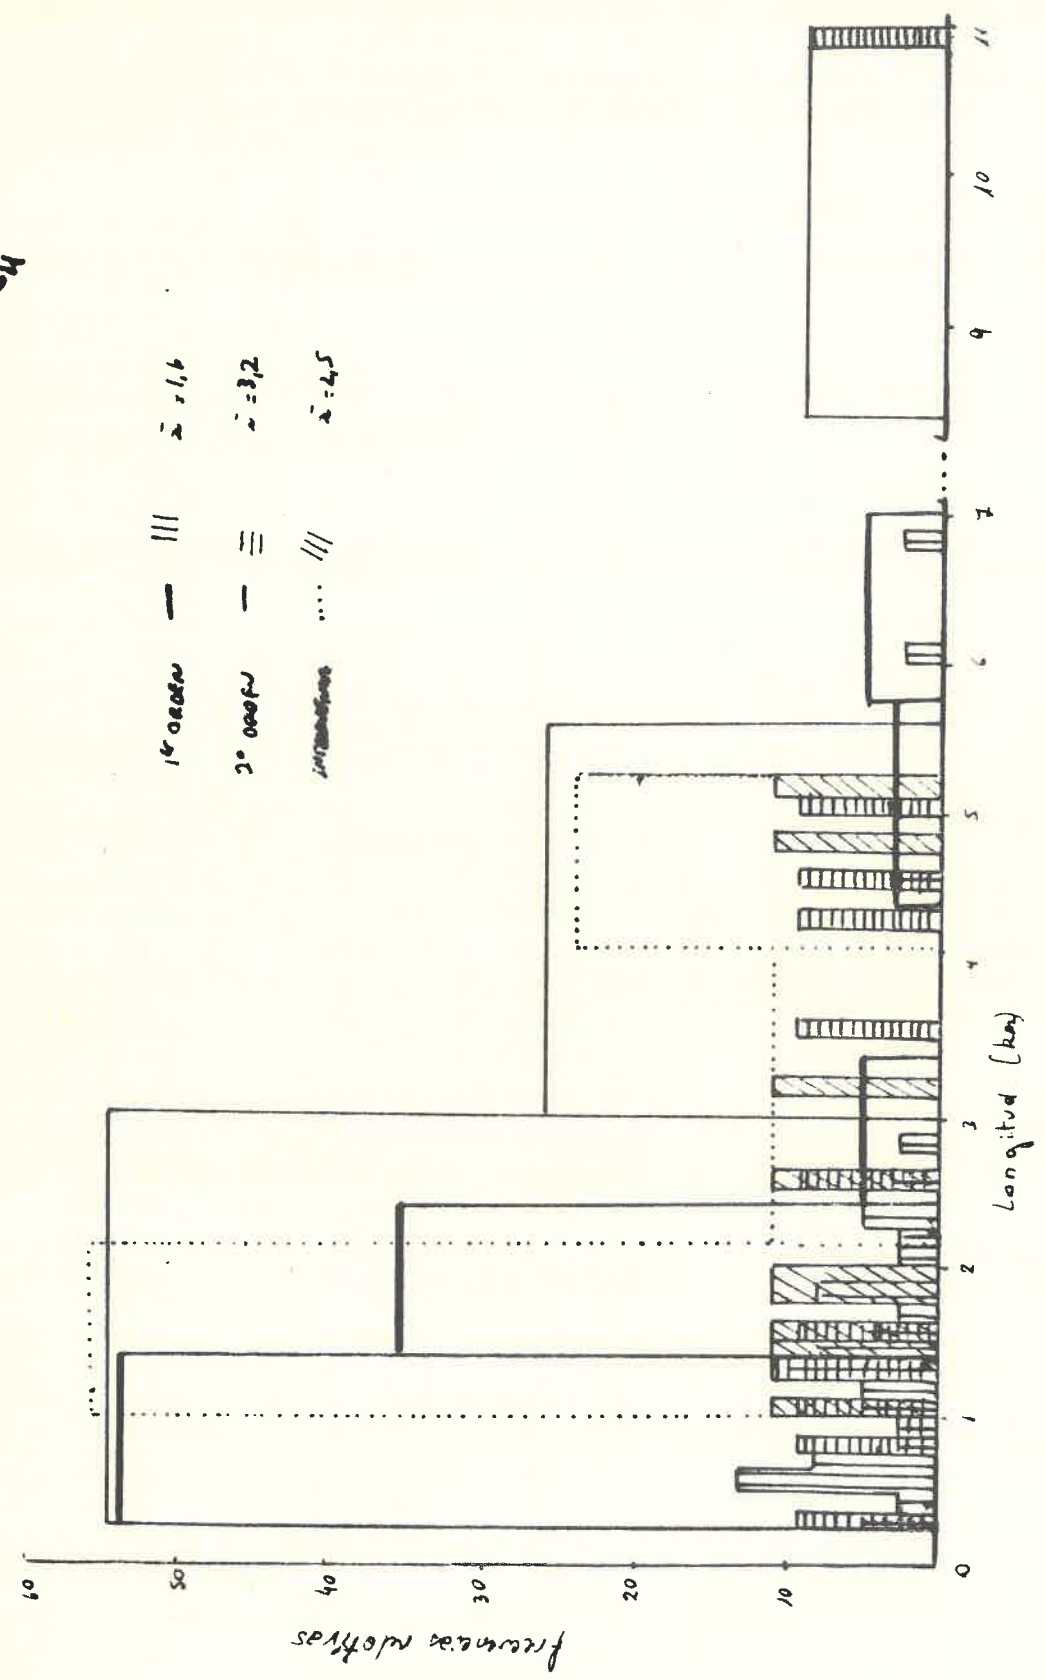 1er ORDEN — ||| x̄ = 1,6
2º ORDEN — ≡ x̄ = 3,2
..... /// x̄ = 2,5
frecuencias relativas
60
50
40
30
20
10
0 1 2 3 4 5 6 7 .... 9 10 11
Longitud (km)